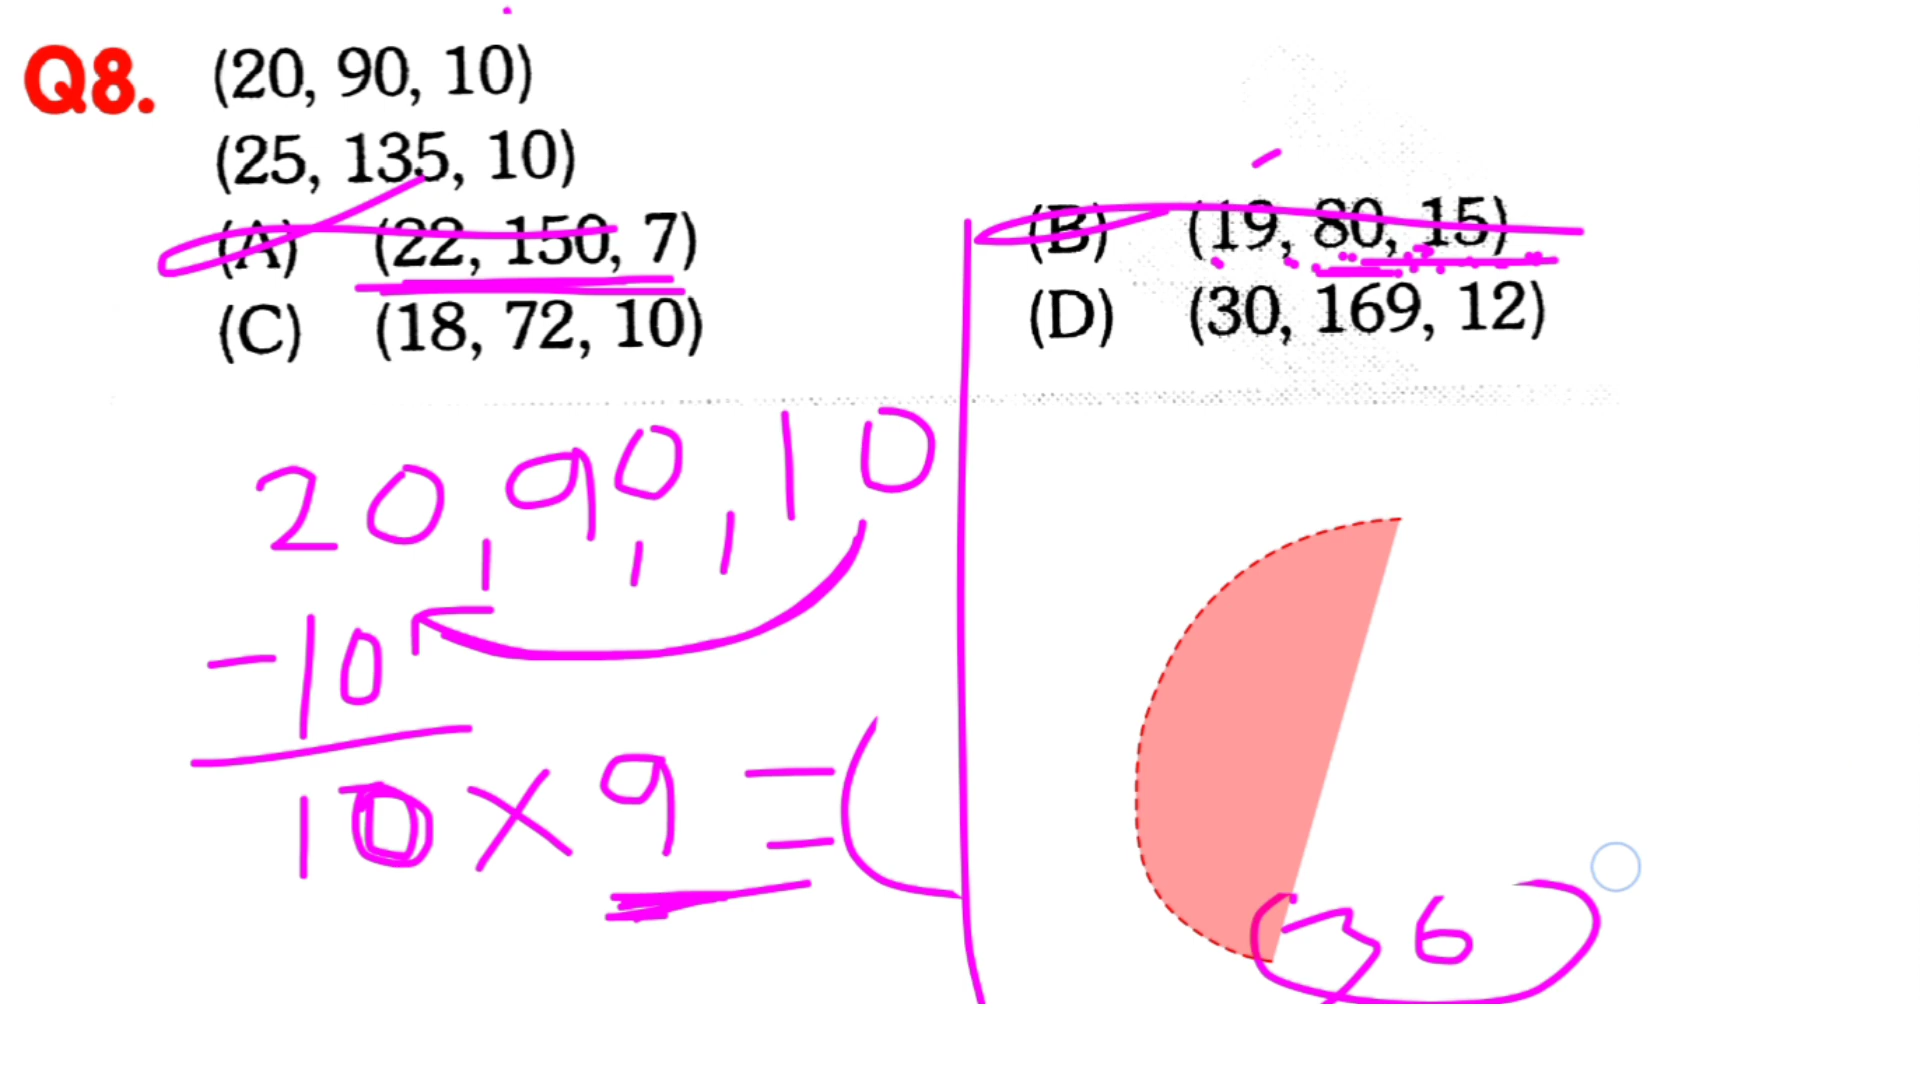 Q8. (20, 90, 10)
(25, 135, 10)
(A) (22, 150, 7) (B) (19, 80, 15)
(C) (18, 72, 10) (D) (30, 169, 12)
20, 90, , 10
-10
10 × 9 = (
36